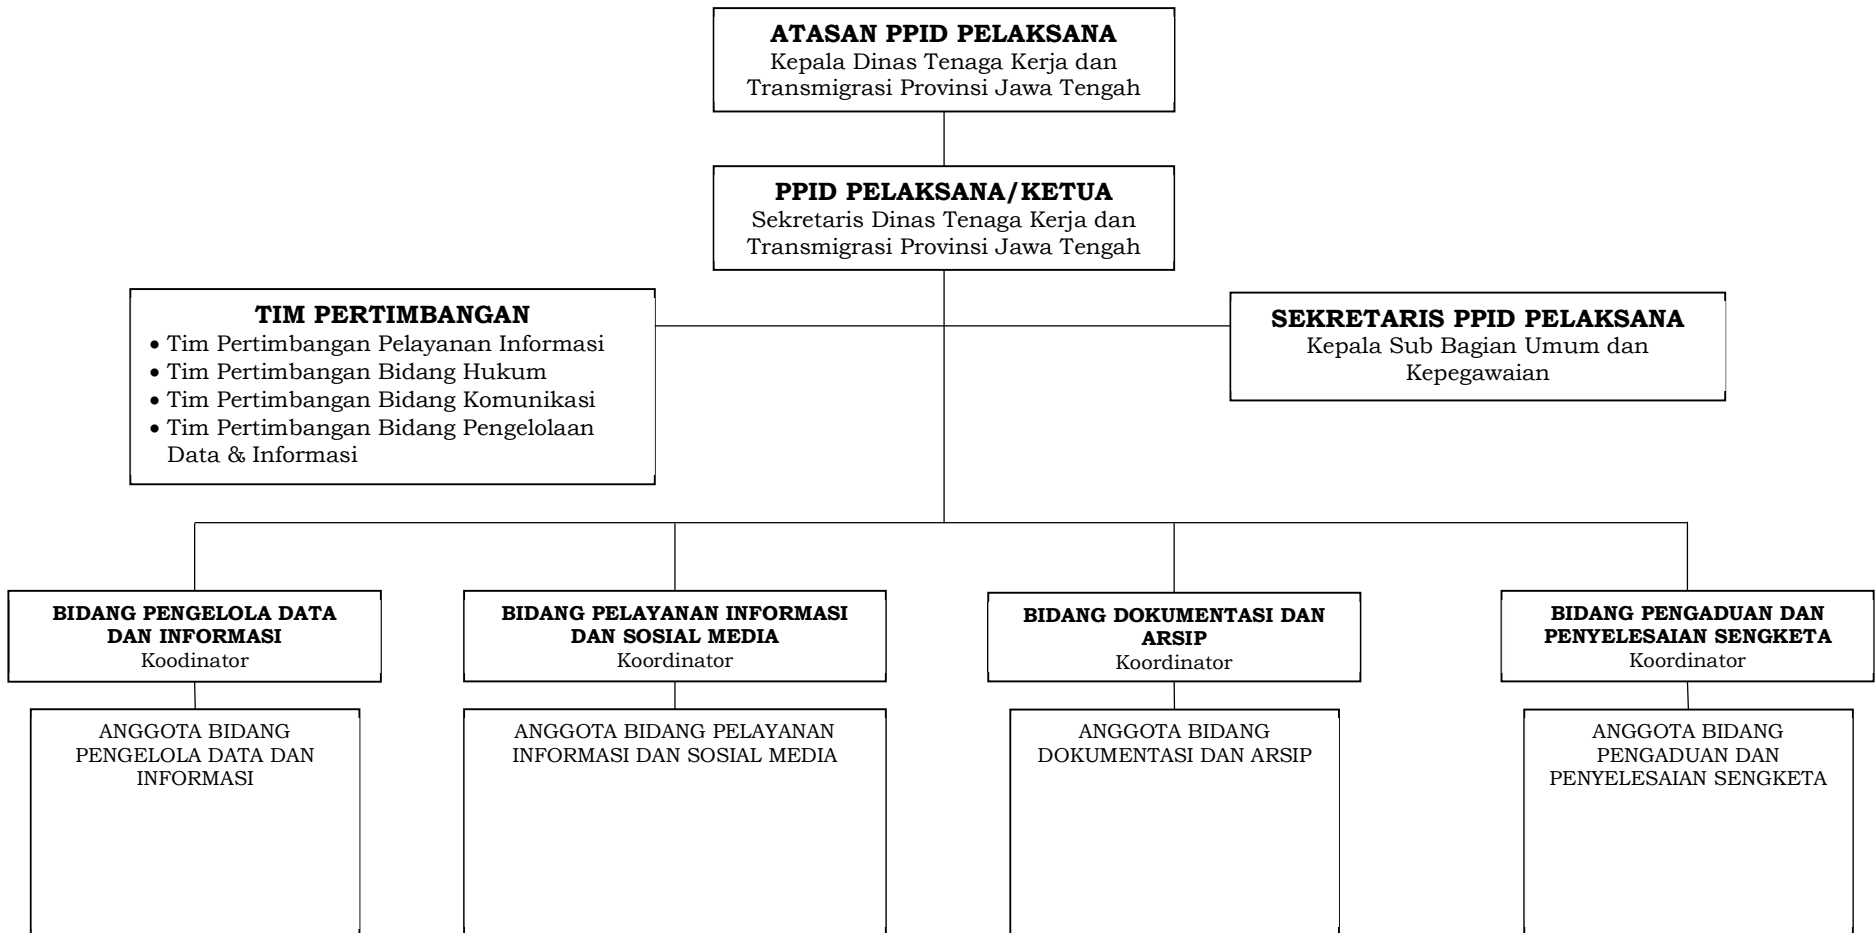 ATASAN PPID PELAKSANA
Kepala Dinas Tenaga Kerja dan
Transmigrasi Provinsi Jawa Tengah
PPID PELAKSANA/KETUA
Sekretaris Dinas Tenaga Kerja dan
Transmigrasi Provinsi Jawa Tengah
TIM PERTIMBANGAN
• Tim Pertimbangan Pelayanan Informasi
• Tim Pertimbangan Bidang Hukum
• Tim Pertimbangan Bidang Komunikasi
• Tim Pertimbangan Bidang Pengelolaan
Data & Informasi
SEKRETARIS PPID PELAKSANA
Kepala Sub Bagian Umum dan
Kepegawaian
BIDANG PENGELOLA DATA
DAN INFORMASI
Koodinator
BIDANG PELAYANAN INFORMASI
DAN SOSIAL MEDIA
Koordinator
BIDANG DOKUMENTASI DAN
ARSIP
Koordinator
BIDANG PENGADUAN DAN
PENYELESAIAN SENGKETA
Koordinator
ANGGOTA BIDANG
PENGELOLA DATA DAN
INFORMASI
ANGGOTA BIDANG PELAYANAN
INFORMASI DAN SOSIAL MEDIA
ANGGOTA BIDANG
DOKUMENTASI DAN ARSIP
ANGGOTA BIDANG
PENGADUAN DAN
PENYELESAIAN SENGKETA